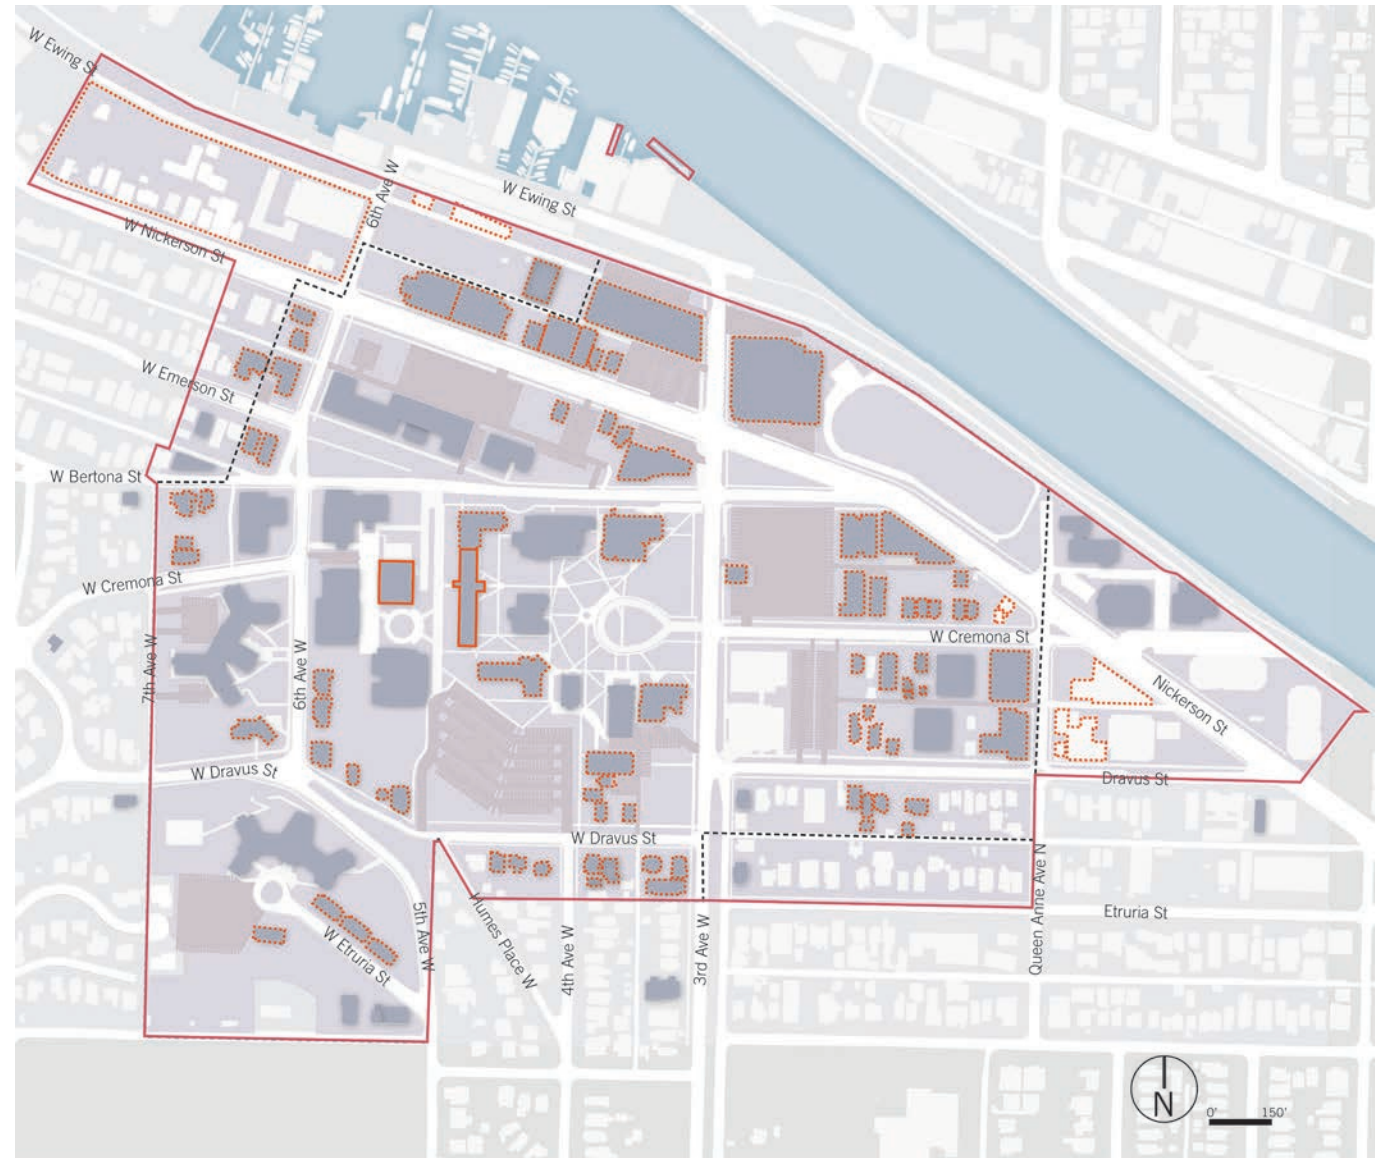 W Ewing St
6th Ave W
W Ewing St
W Nickerson St
W Emerson St
W Bertona St
W Cremona St
W Cremona St
7th Ave W
6th Ave W
Nickerson St
W Dravus St
Dravus St
W Dravus St
5th Ave W
Humes Place W
4th Ave W
3rd Ave W
Queen Anne Ave N
Etruria St
W Etruria St
N
0' 150'